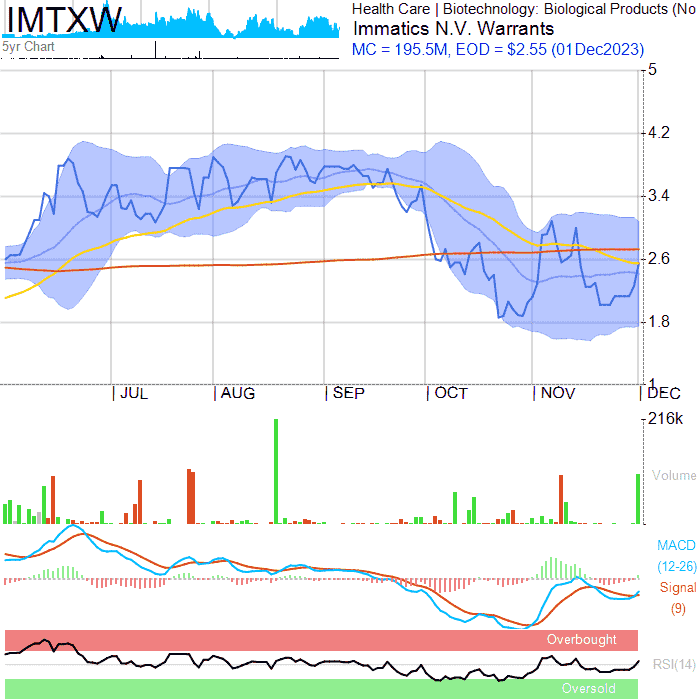 IMTXW
Health Care | Biotechnology: Biological Products (No
Immatics N.V. Warrants
MC = 195.5M, EOD = $2.55 (01Dec2023)
5yr Chart
5
4.2
3.4
2.6
1.8
1
| JUL | AUG | SEP | OCT | NOV | DEC
216k
Volume
MACD
(12-26)
Signal
(9)
Overbought
RSI(14)
Oversold